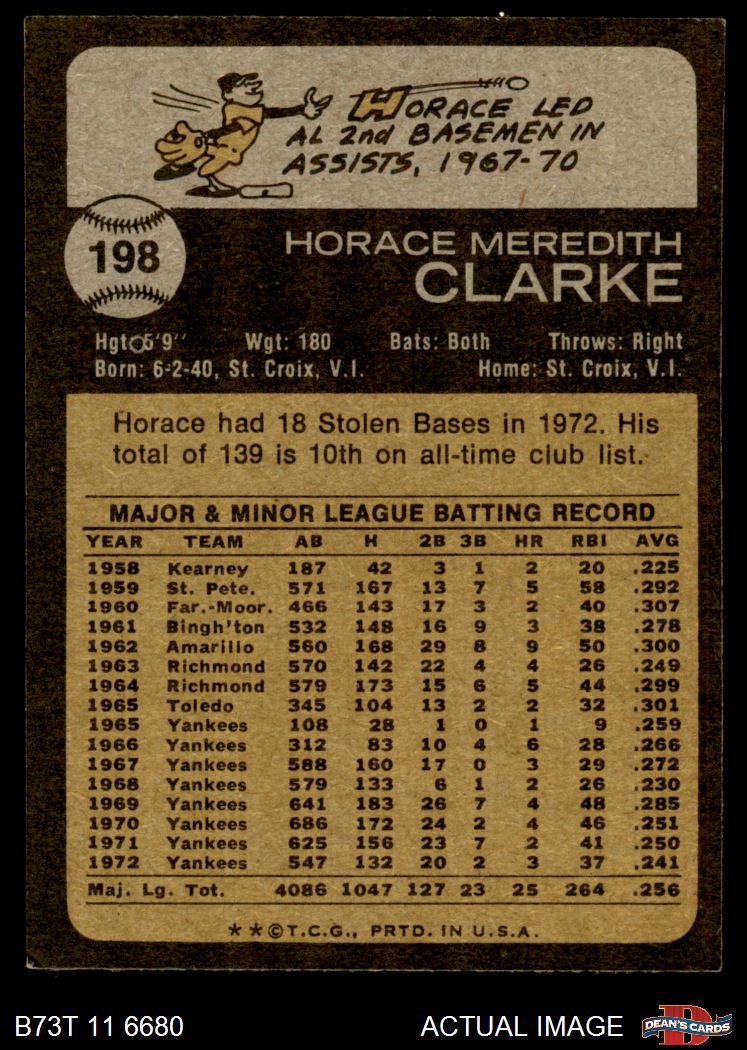 HORACE LED
AL 2nd BASEMEN IN
ASSISTS, 1967-70
198
HORACE MEREDITH
CLARKE
Hgt: 5'9" Wgt: 180 Bats: Both Throws: Right
Born: 6-2-40, St. Croix, V.I. Home: St. Croix, V.I.
Horace had 18 Stolen Bases in 1972. His
total of 139 is 10th on all-time club list.
MAJOR & MINOR LEAGUE BATTING RECORD
YEAR TEAM AB H 2B 3B HR RBI AVG
1958 Kearney 187 42 3 1 2 20 .225
1959 St. Pete. 571 167 13 7 5 58 .292
1960 Far.-Moor. 466 143 17 3 2 40 .307
1961 Bingh'ton 532 148 16 9 3 38 .278
1962 Amarillo 560 168 29 8 9 50 .300
1963 Richmond 570 142 22 4 4 26 .249
1964 Richmond 579 173 15 6 5 44 .299
1965 Toledo 345 104 13 2 2 32 .301
1965 Yankees 108 28 1 0 1 9 .259
1966 Yankees 312 83 10 4 6 28 .266
1967 Yankees 588 160 17 0 3 29 .272
1968 Yankees 579 133 6 1 2 26 .230
1969 Yankees 641 183 26 7 4 48 .285
1970 Yankees 686 172 24 2 4 46 .251
1971 Yankees 625 156 23 7 2 41 .250
1972 Yankees 547 132 20 2 3 37 .241
Maj. Lg. Tot. 4086 1047 127 23 25 264 .256
**©T.C.G., PRTD. IN U.S.A.
B73T 11 6680 ACTUAL IMAGE DEAN'S CARDS